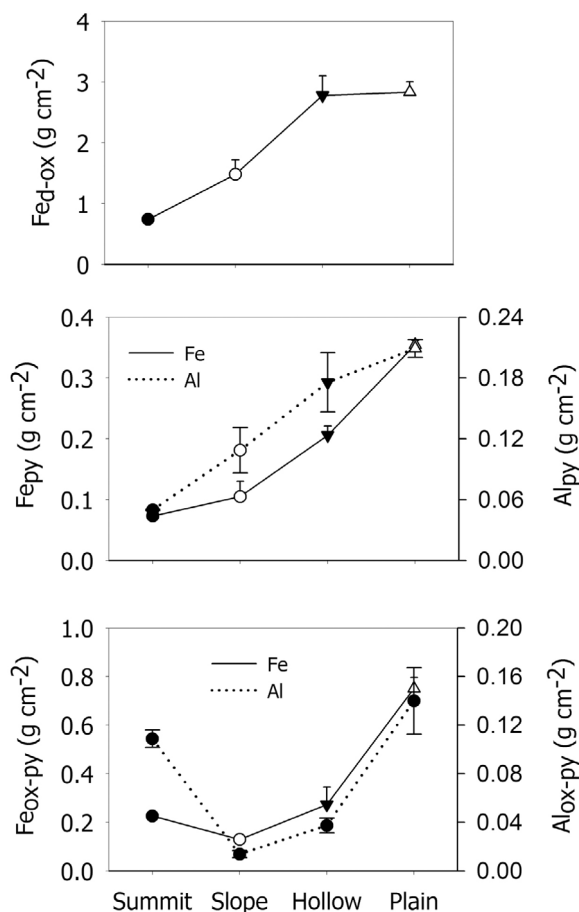 Fed-ox (g cm-2)
4
3
2
1
0
Fepy (g cm-2)
0.4
0.3
0.2
0.1
0.0
Fe
Al
0.24
0.18
0.12
0.06
0.00
Alpy (g cm-2)
Feox-py (g cm-2)
1.0
0.8
0.6
0.4
0.2
0.0
Fe
Al
0.20
0.16
0.12
0.08
0.04
0.00
Alox-py (g cm-2)
Summit Slope Hollow Plain